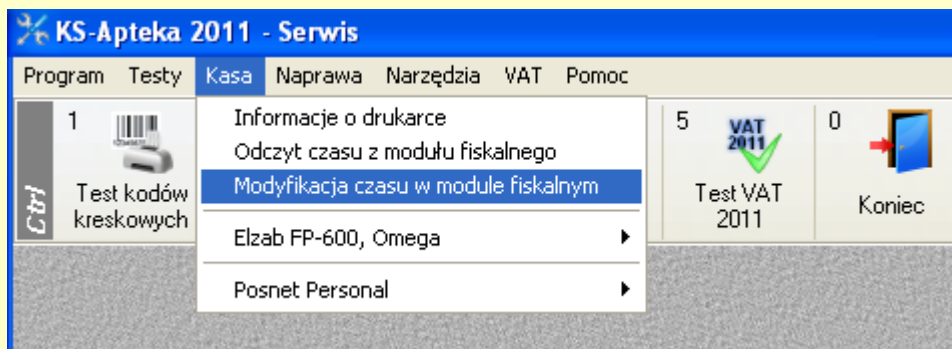 KS-Apteka 2011 - Serwis
Program Testy Kasa Naprawa Narzędzia VAT Pomoc
Informacje o drukarce
Odczyt czasu z modułu fiskalnego
Modyfikacja czasu w module fiskalnym
Elzab FP-600, Omega
Posnet Personal
Ctrl
1
Test kodów
kreskowych
5
VAT
2011
Test VAT
2011
0
Koniec